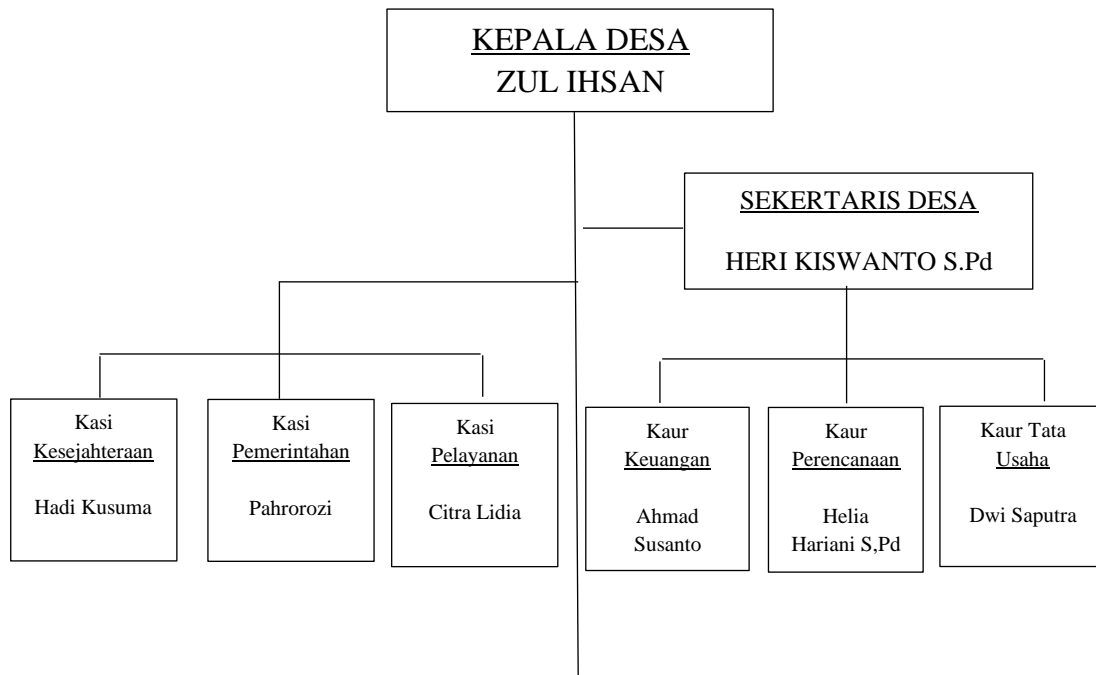 KEPALA DESA
ZUL IHSAN
SEKERTARIS DESA
HERI KISWANTO S.Pd
Kasi
Kesejahteraan
Hadi Kusuma
Kasi
Pemerintahan
Pahrorozi
Kasi
Pelayanan
Citra Lidia
Kaur
Keuangan
Ahmad
Susanto
Kaur
Perencanaan
Helia
Hariani S,Pd
Kaur Tata
Usaha
Dwi Saputra